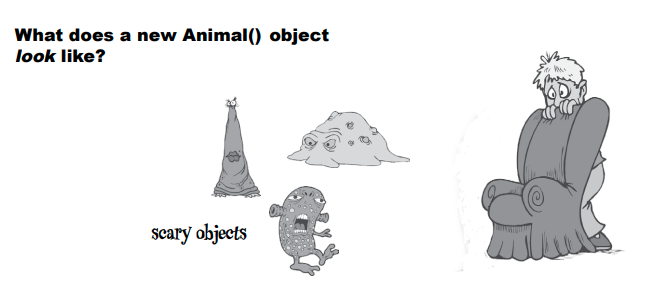 What does a new Animal() object
look like?
scary objects